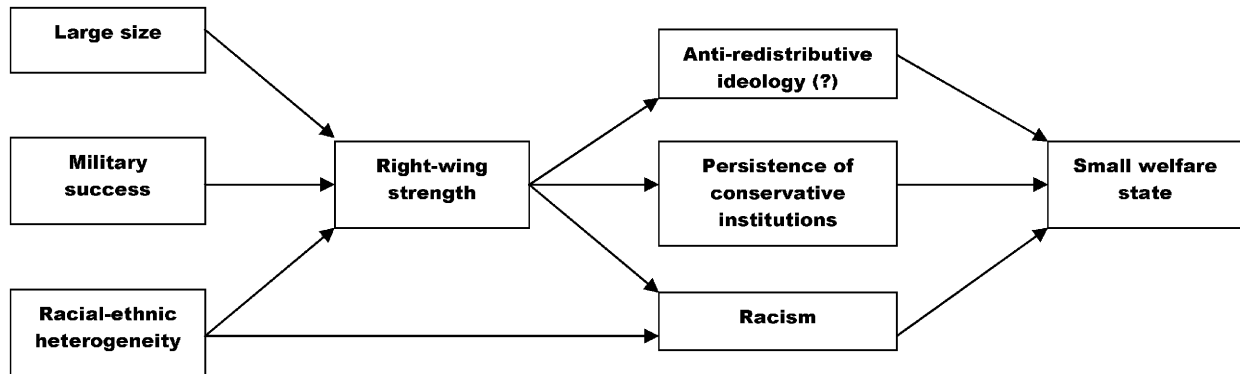 Large size
Military
success
Racial-ethnic
heterogeneity
Right-wing
strength
Anti-redistributive
ideology (?)
Persistence of
conservative
institutions
Racism
Small welfare
state